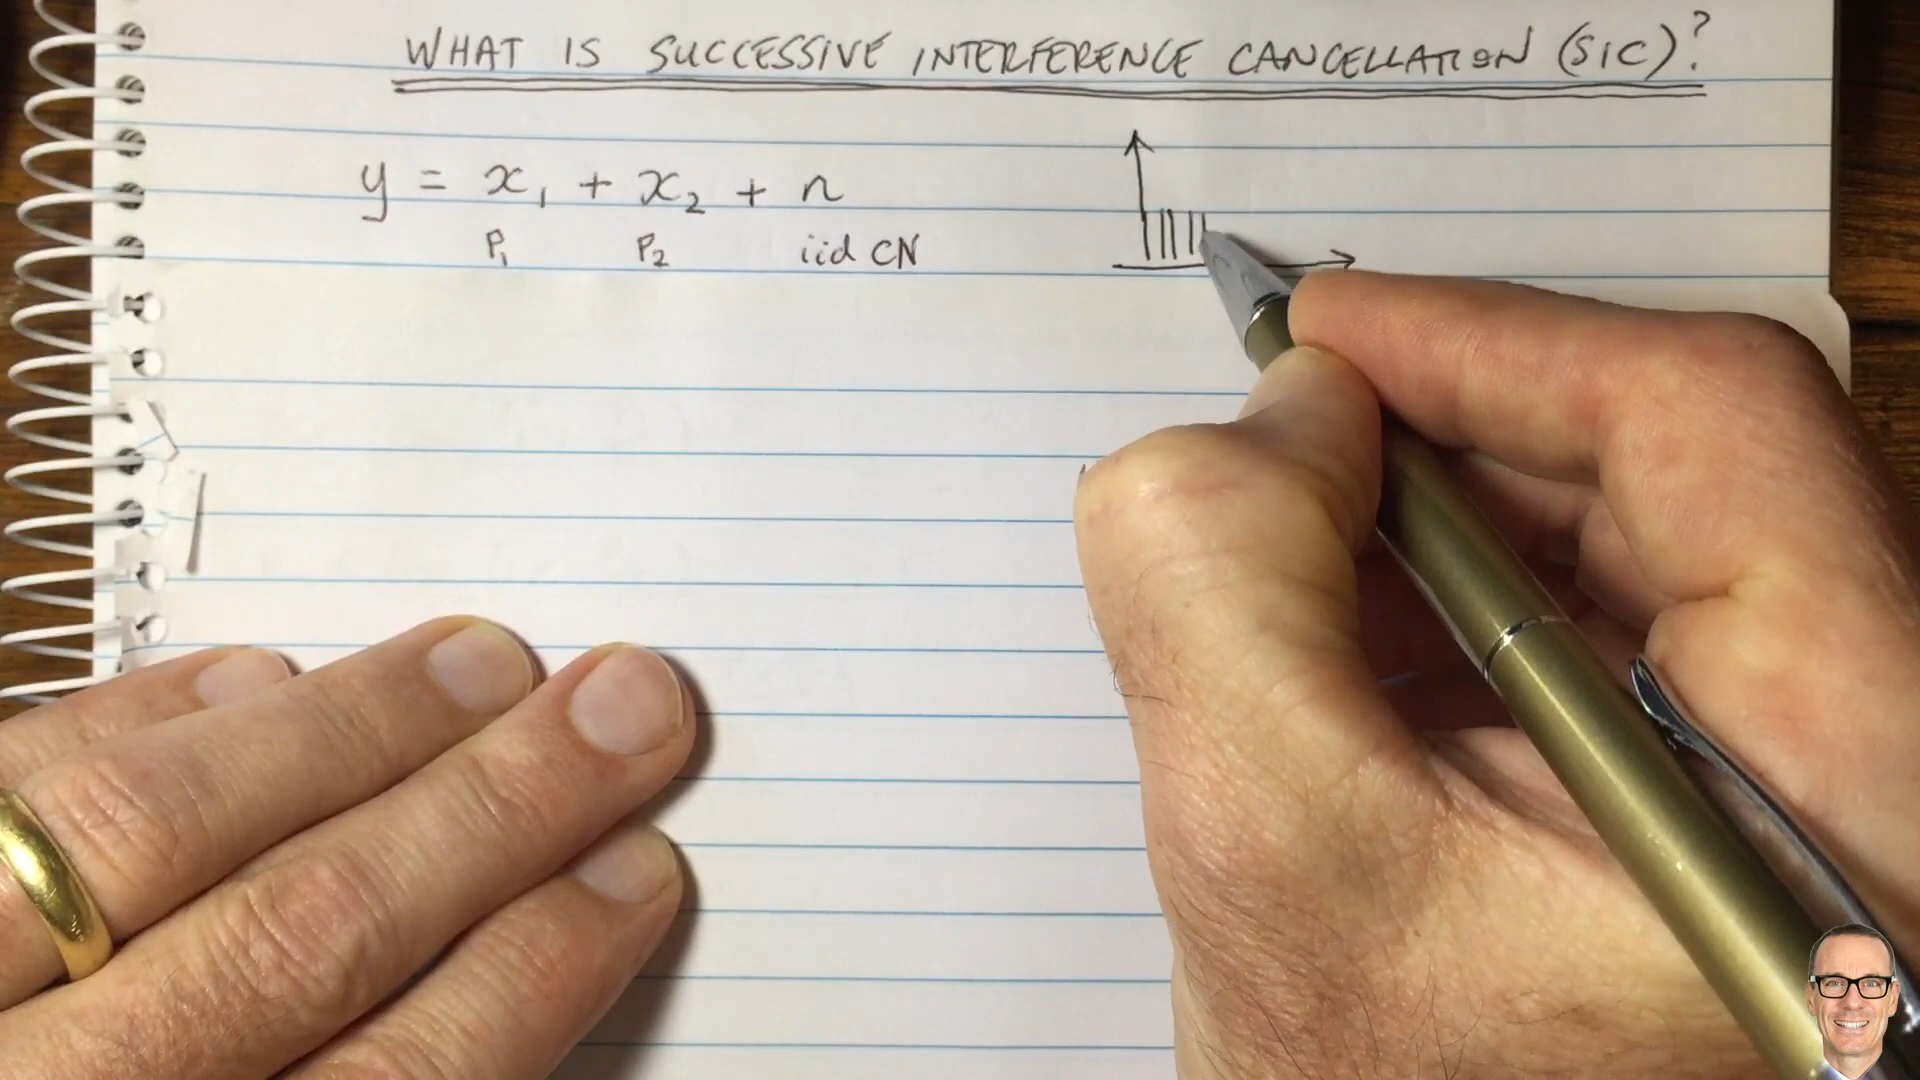 WHAT IS SUCCESSIVE INTERFERENCE CANCELLATION (SIC)?
y = x₁ + x₂ + n
P₁ P₂ iid CN